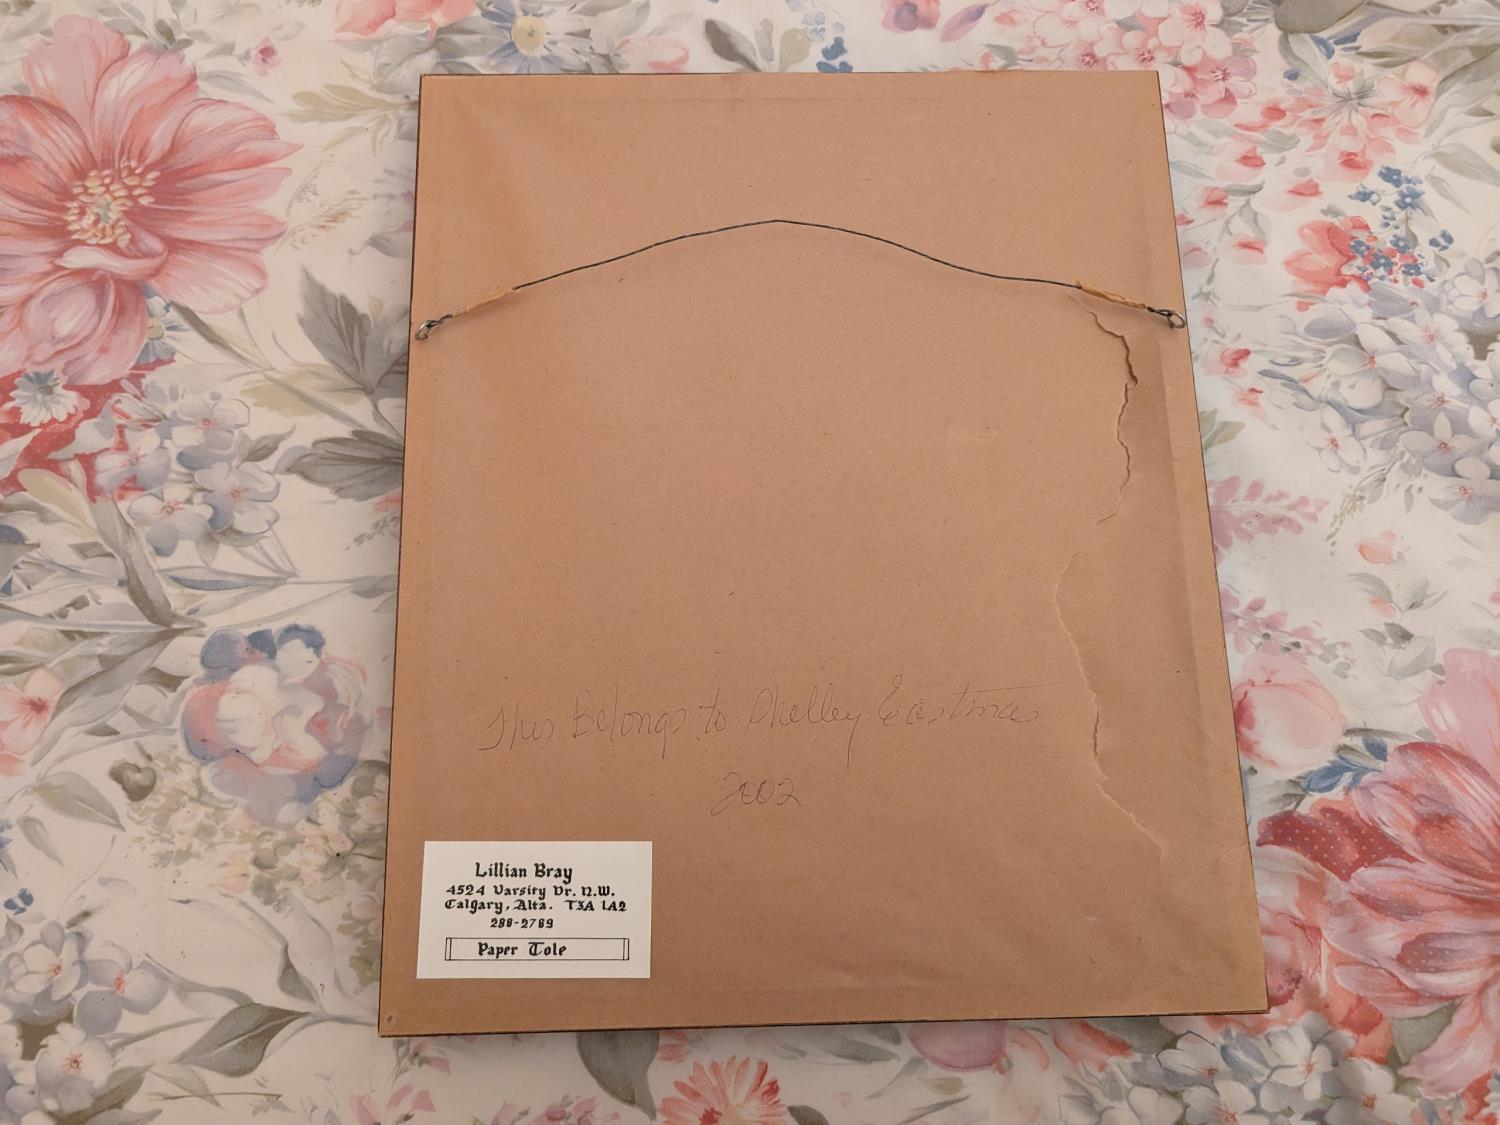 This Belongs to Shelley Eastman
2002
Lillian Bray
4524 Varsity Dr. N.W.
Calgary, Alta. T3A 1A2
288-2789
Paper Tole